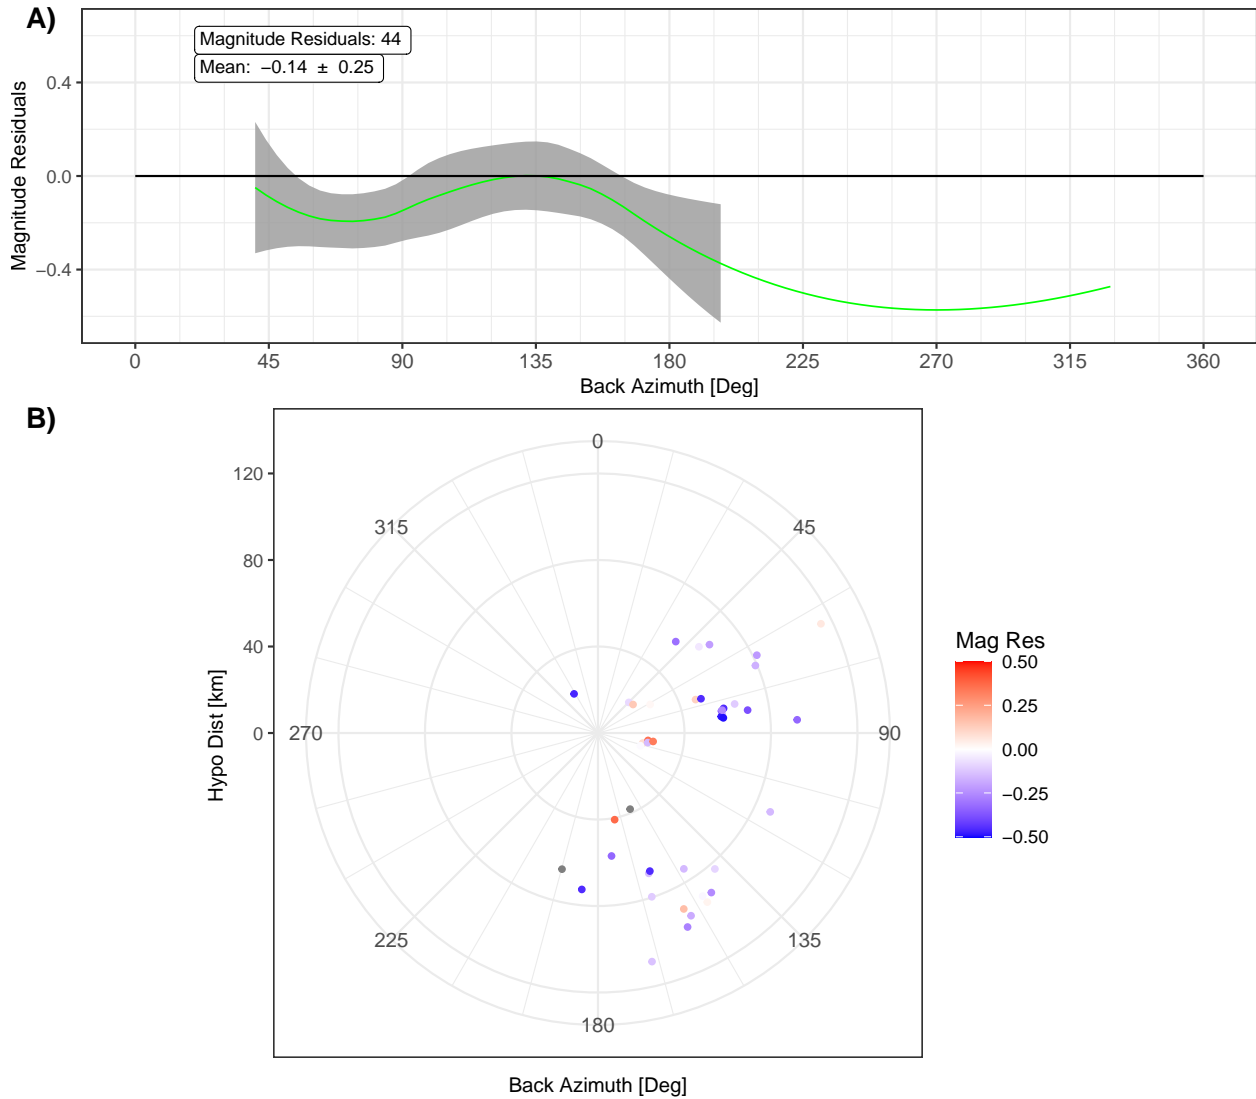 A)
Magnitude Residuals: 44
Mean: −0.14 ± 0.25
Magnitude Residuals
0.4
0.0
−0.4
0 45 90 135 180 225 270 315 360
Back Azimuth [Deg]
B)
Hypo Dist [km]
120
80
40
0
0
45
90
135
180
225
270
315
Back Azimuth [Deg]
Mag Res
0.50
0.25
0.00
−0.25
−0.50